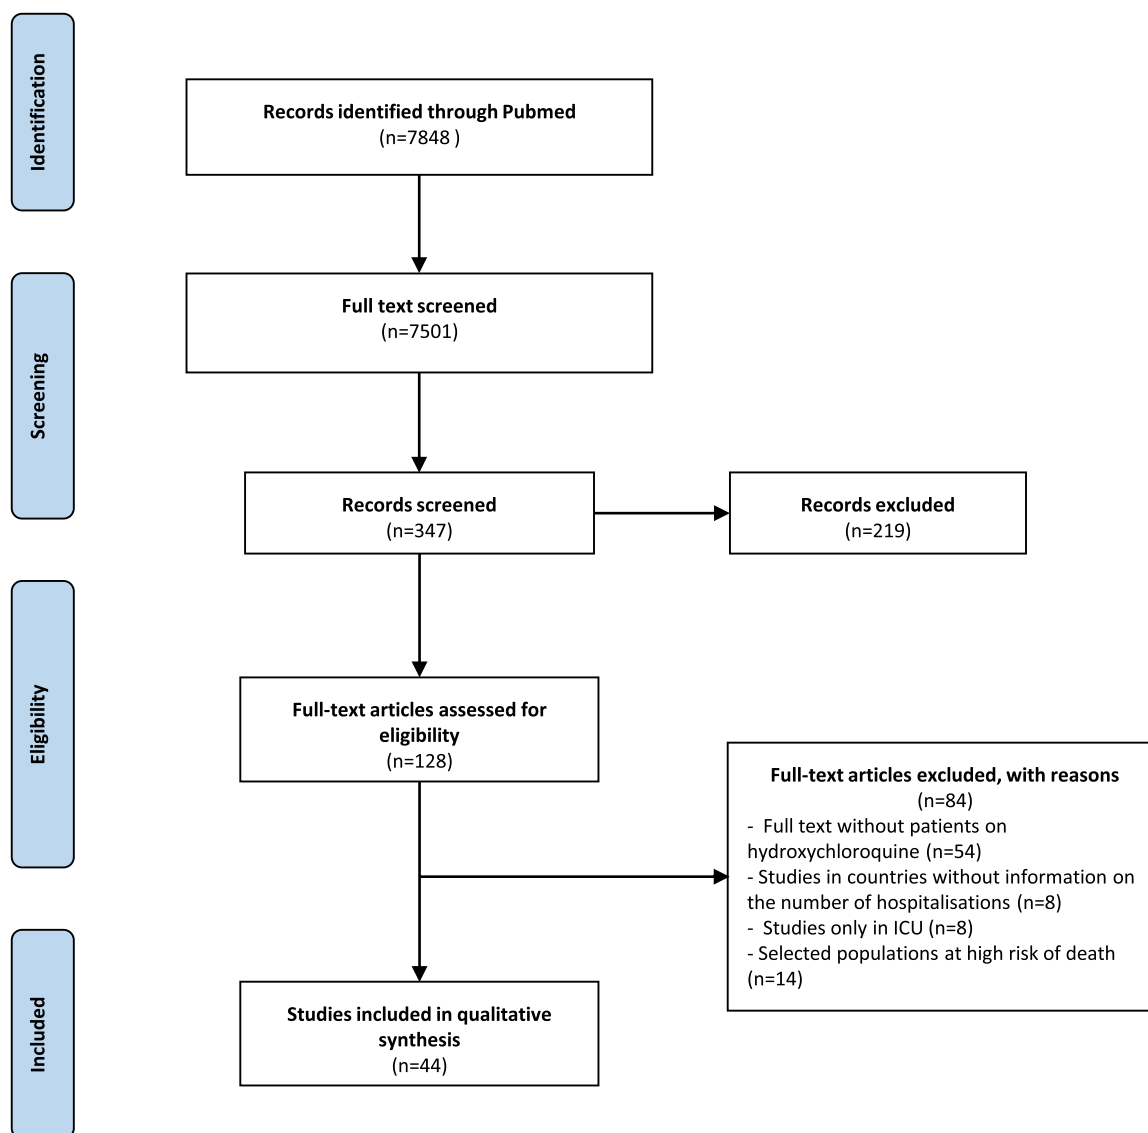 Identification
Records identified through Pubmed
(n=7848 )
Screening
Full text screened
(n=7501)
Records screened
(n=347)
Records excluded
(n=219)
Eligibility
Full-text articles assessed for
eligibility
(n=128)
Full-text articles excluded, with reasons
(n=84)
- Full text without patients on
hydroxychloroquine (n=54)
- Studies in countries without information on
the number of hospitalisations (n=8)
- Studies only in ICU (n=8)
- Selected populations at high risk of death
(n=14)
Included
Studies included in qualitative
synthesis
(n=44)